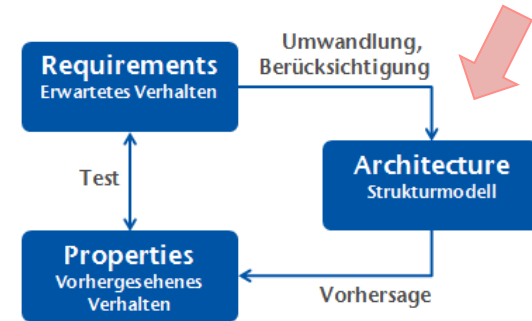 Umwandlung,
Berücksichtigung
Requirements
Erwartetes Verhalten
Architecture
Strukturmodell
Test
Properties
Vorhergesehenes
Verhalten
Vorhersage